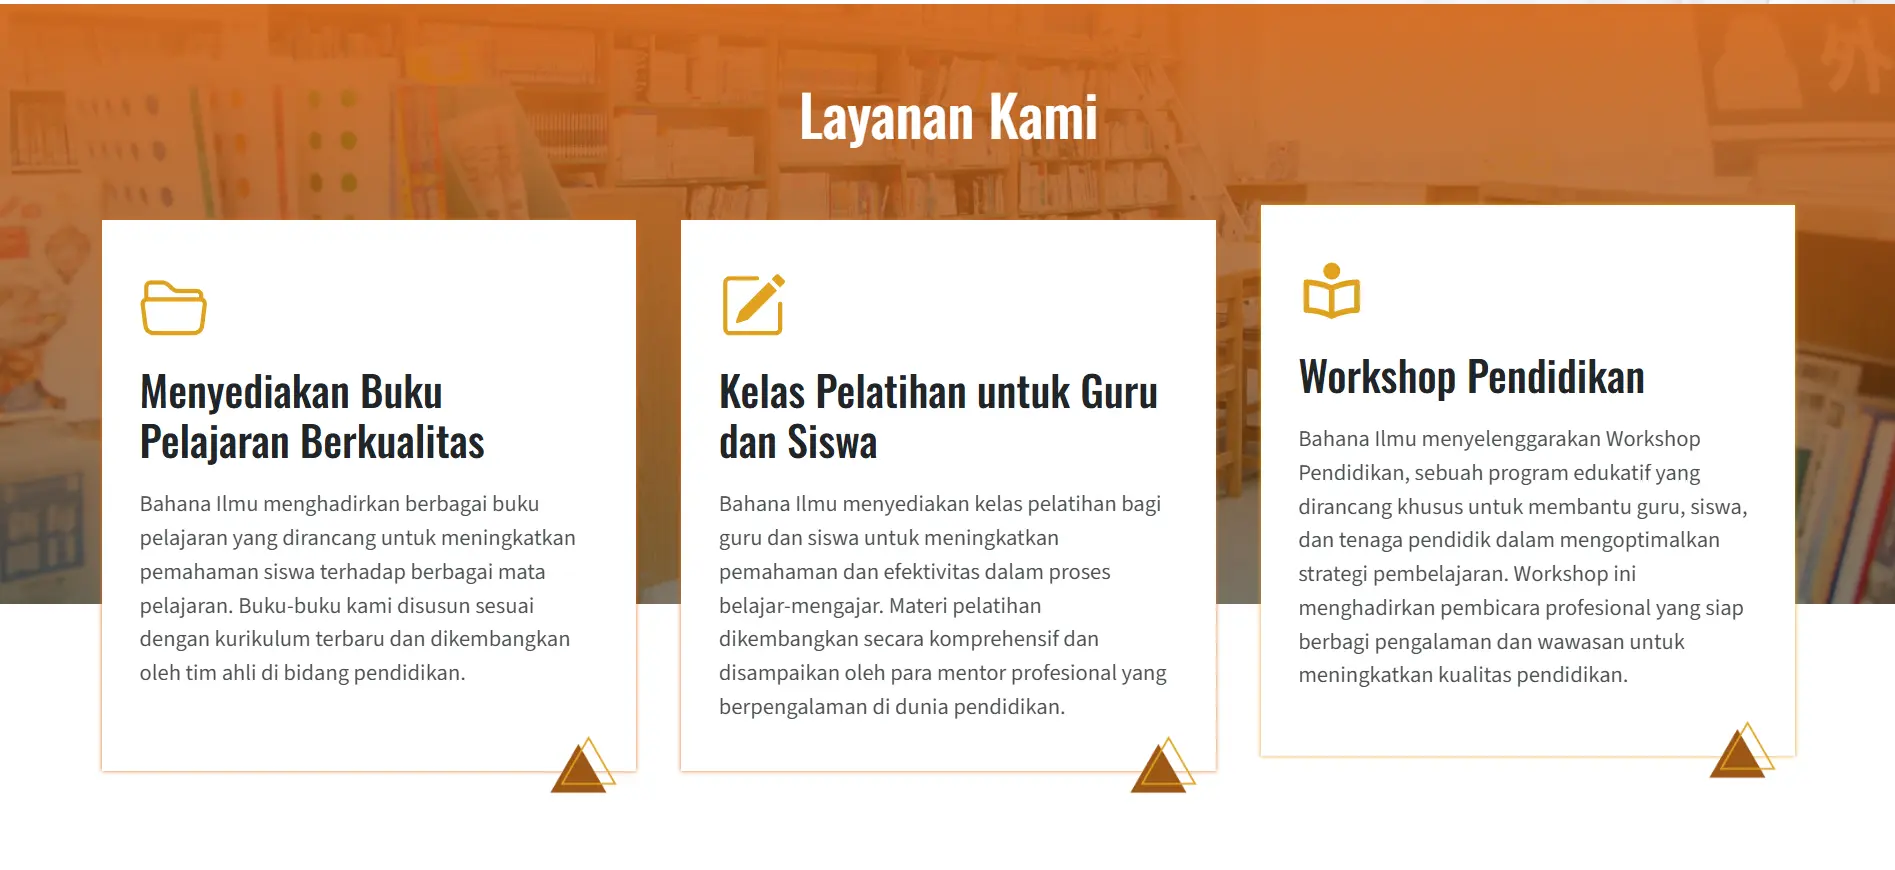 外
Layanan Kami
Menyediakan Buku
Pelajaran Berkualitas
Bahana Ilmu menghadirkan berbagai buku
pelajaran yang dirancang untuk meningkatkan
pemahaman siswa terhadap berbagai mata
pelajaran. Buku-buku kami disusun sesuai
dengan kurikulum terbaru dan dikembangkan
oleh tim ahli di bidang pendidikan.
Kelas Pelatihan untuk Guru
dan Siswa
Bahana Ilmu menyediakan kelas pelatihan bagi
guru dan siswa untuk meningkatkan
pemahaman dan efektivitas dalam proses
belajar-mengajar. Materi pelatihan
dikembangkan secara komprehensif dan
disampaikan oleh para mentor profesional yang
berpengalaman di dunia pendidikan.
Workshop Pendidikan
Bahana Ilmu menyelenggarakan Workshop
Pendidikan, sebuah program edukatif yang
dirancang khusus untuk membantu guru, siswa,
dan tenaga pendidik dalam mengoptimalkan
strategi pembelajaran. Workshop ini
menghadirkan pembicara profesional yang siap
berbagi pengalaman dan wawasan untuk
meningkatkan kualitas pendidikan.